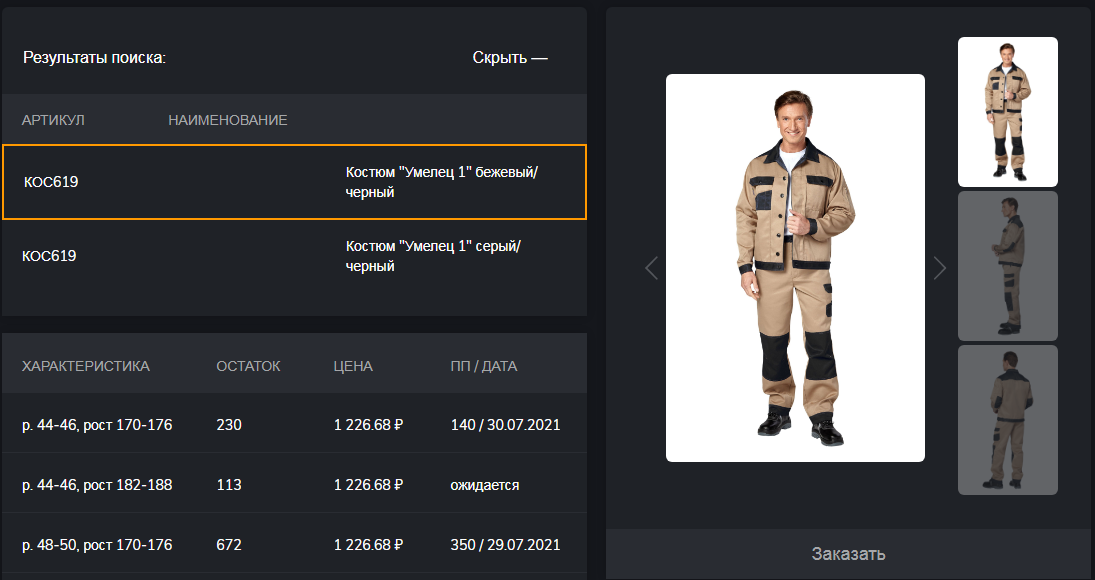 Результаты поиска:
Скрыть —
АРТИКУЛ НАИМЕНОВАНИЕ
КОС619 Костюм "Умелец 1" бежевый/
черный
КОС619 Костюм "Умелец 1" серый/
черный
ХАРАКТЕРИСТИКА ОСТАТОК ЦЕНА ПП / ДАТА
р. 44-46, рост 170-176 230 1 226.68 ₽ 140 / 30.07.2021
р. 44-46, рост 182-188 113 1 226.68 ₽ ожидается
р. 48-50, рост 170-176 672 1 226.68 ₽ 350 / 29.07.2021
Заказать